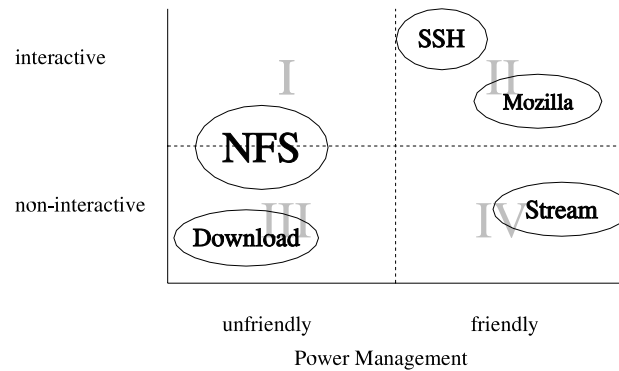 SSH
interactive
I
II
Mozilla
NFS
non-interactive
III
IV
Stream
Download
unfriendly
friendly
Power Management